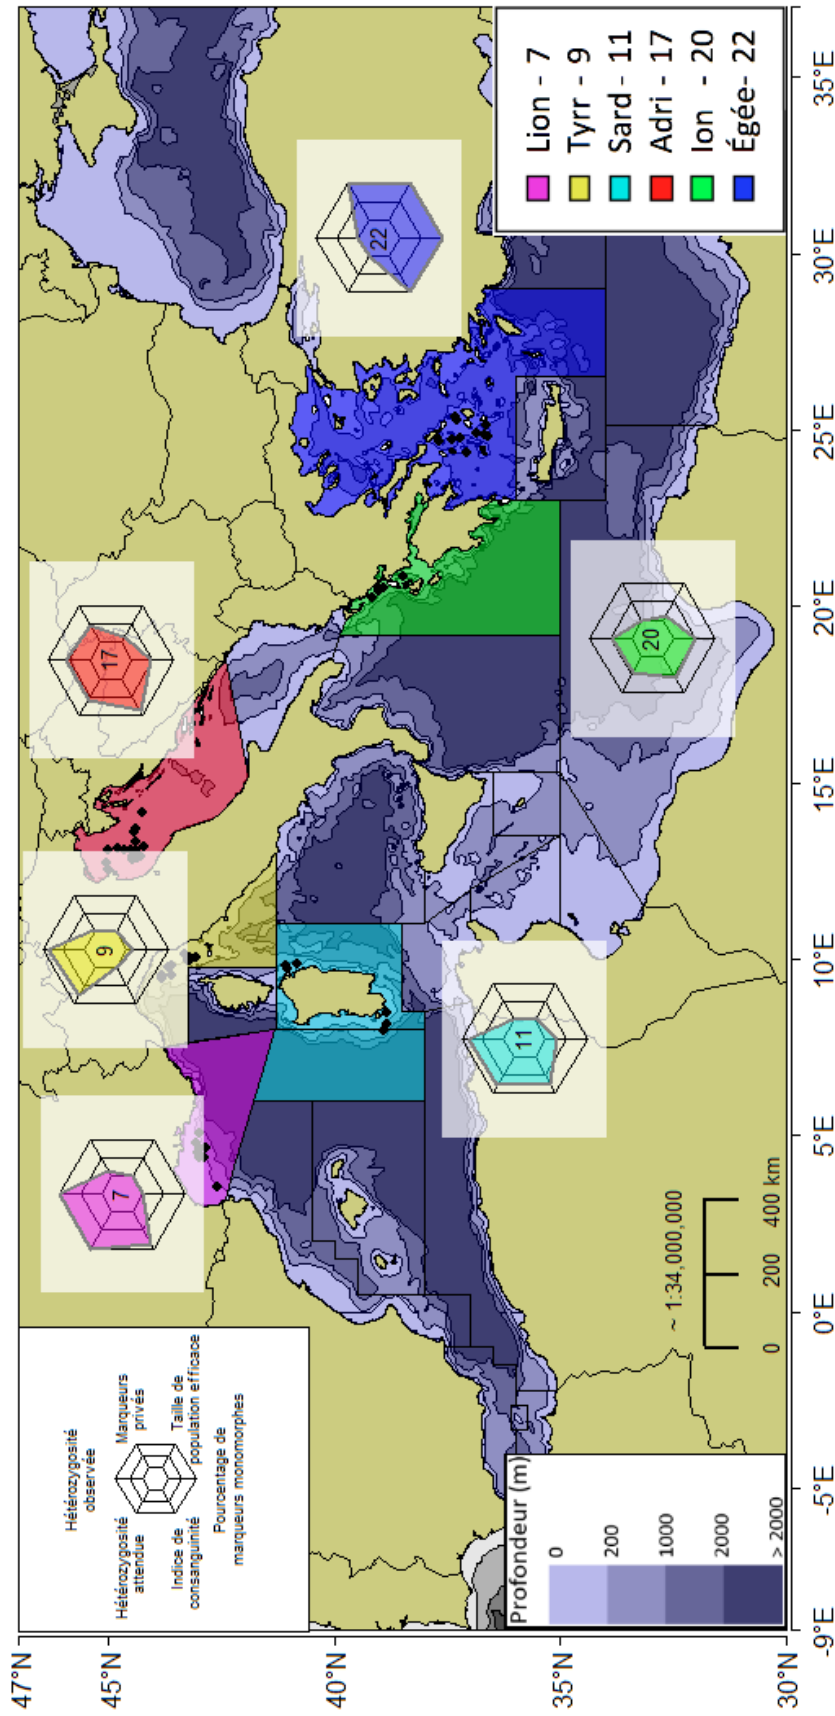 Hétérozygosité
observée
Hétérozygosité
attendue
Marqueurs
privés
Indice de
consanguinité
Taille de
population efficace
Pourcentage de
marqueurs monomorphes
7
9
17
22
11
20
Lion - 7
Tyrr - 9
Sard - 11
Adri - 17
Ion - 20
Égée- 22
Profondeur (m)
0
200
1000
2000
> 2000
~ 1:34,000,000
0 200 400 km
47°N
45°N
40°N
35°N
30°N
-9°E -5°E 0°E 5°E 10°E 15°E 20°E 25°E 30°E 35°E